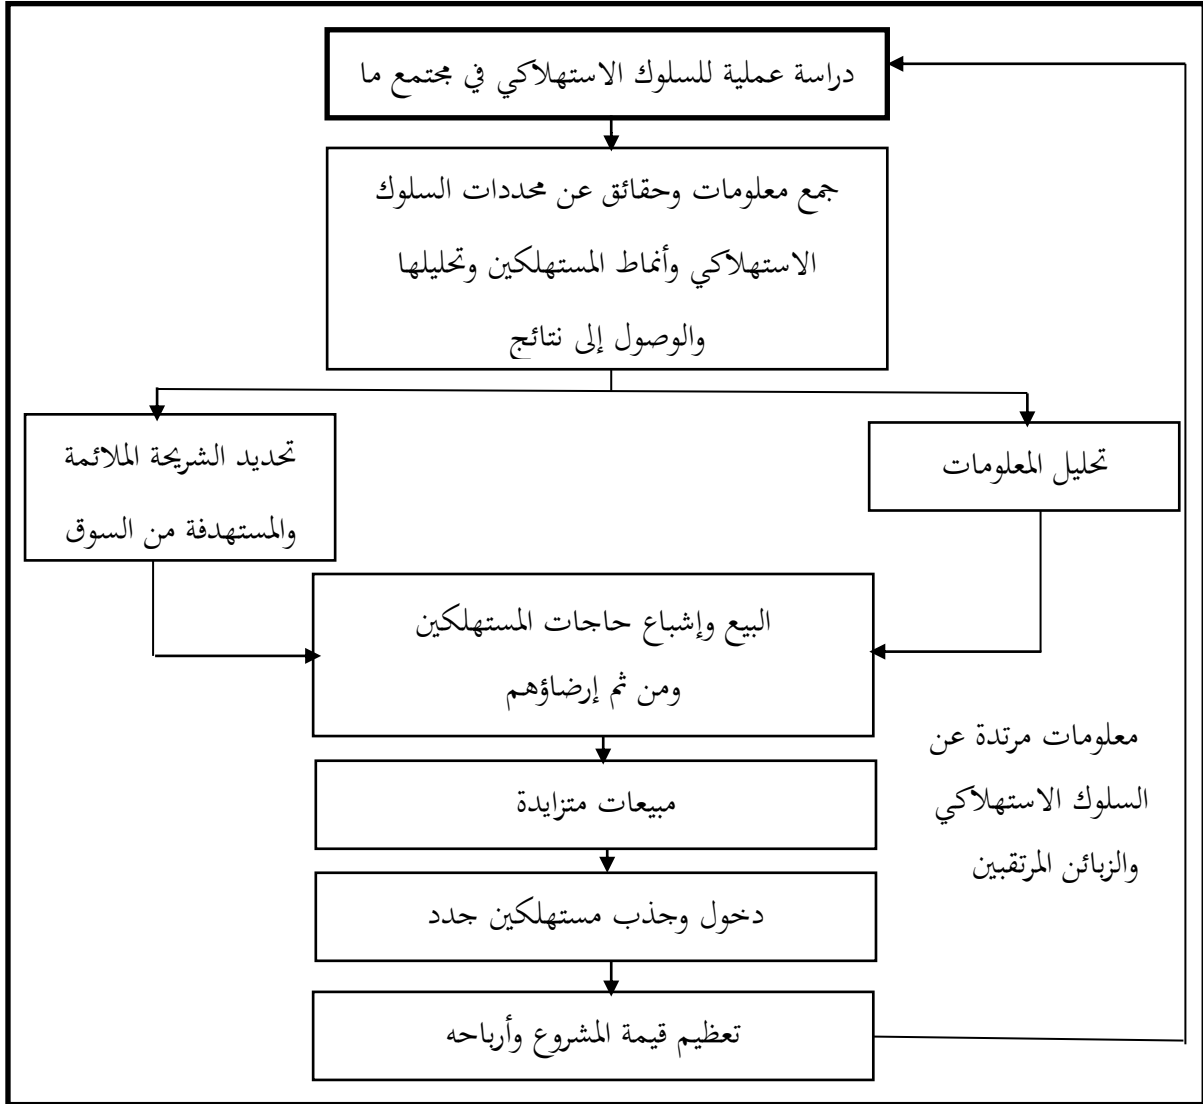 دراسة عملية للسلوك الاستهلاكي في مجتمع ما
جمع معلومات وحقائق عن محددات السلوك
الاستهلاكي وأنماط المستهلكين وتحليلها
والوصول إلى نتائج
تحليل المعلومات
تحديد الشريحة الملائمة
والمستهدفة من السوق
البيع وإشباع حاجات المستهلكين
ومن ثم إرضاؤهم
مبيعات متزايدة
دخول وجذب مستهلكين جدد
تعظيم قيمة المشروع وأرباحه
معلومات مرتدة عن
السلوك الاستهلاكي
والزبائن المرتقبين